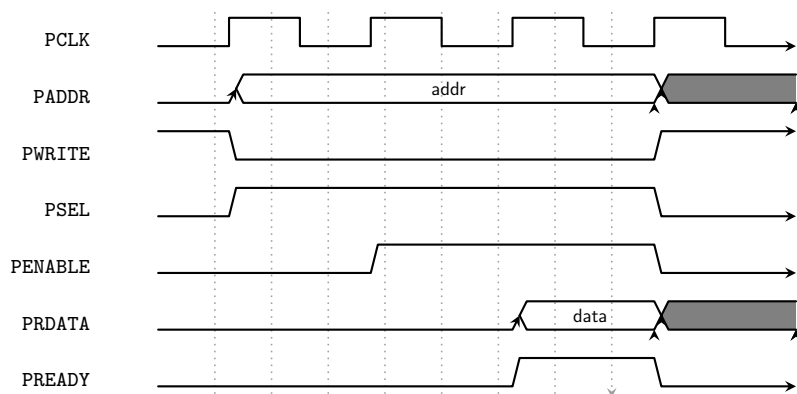 PCLK
PADDR
addr
PWRITE
PSEL
PENABLE
PRDATA
data
PREADY